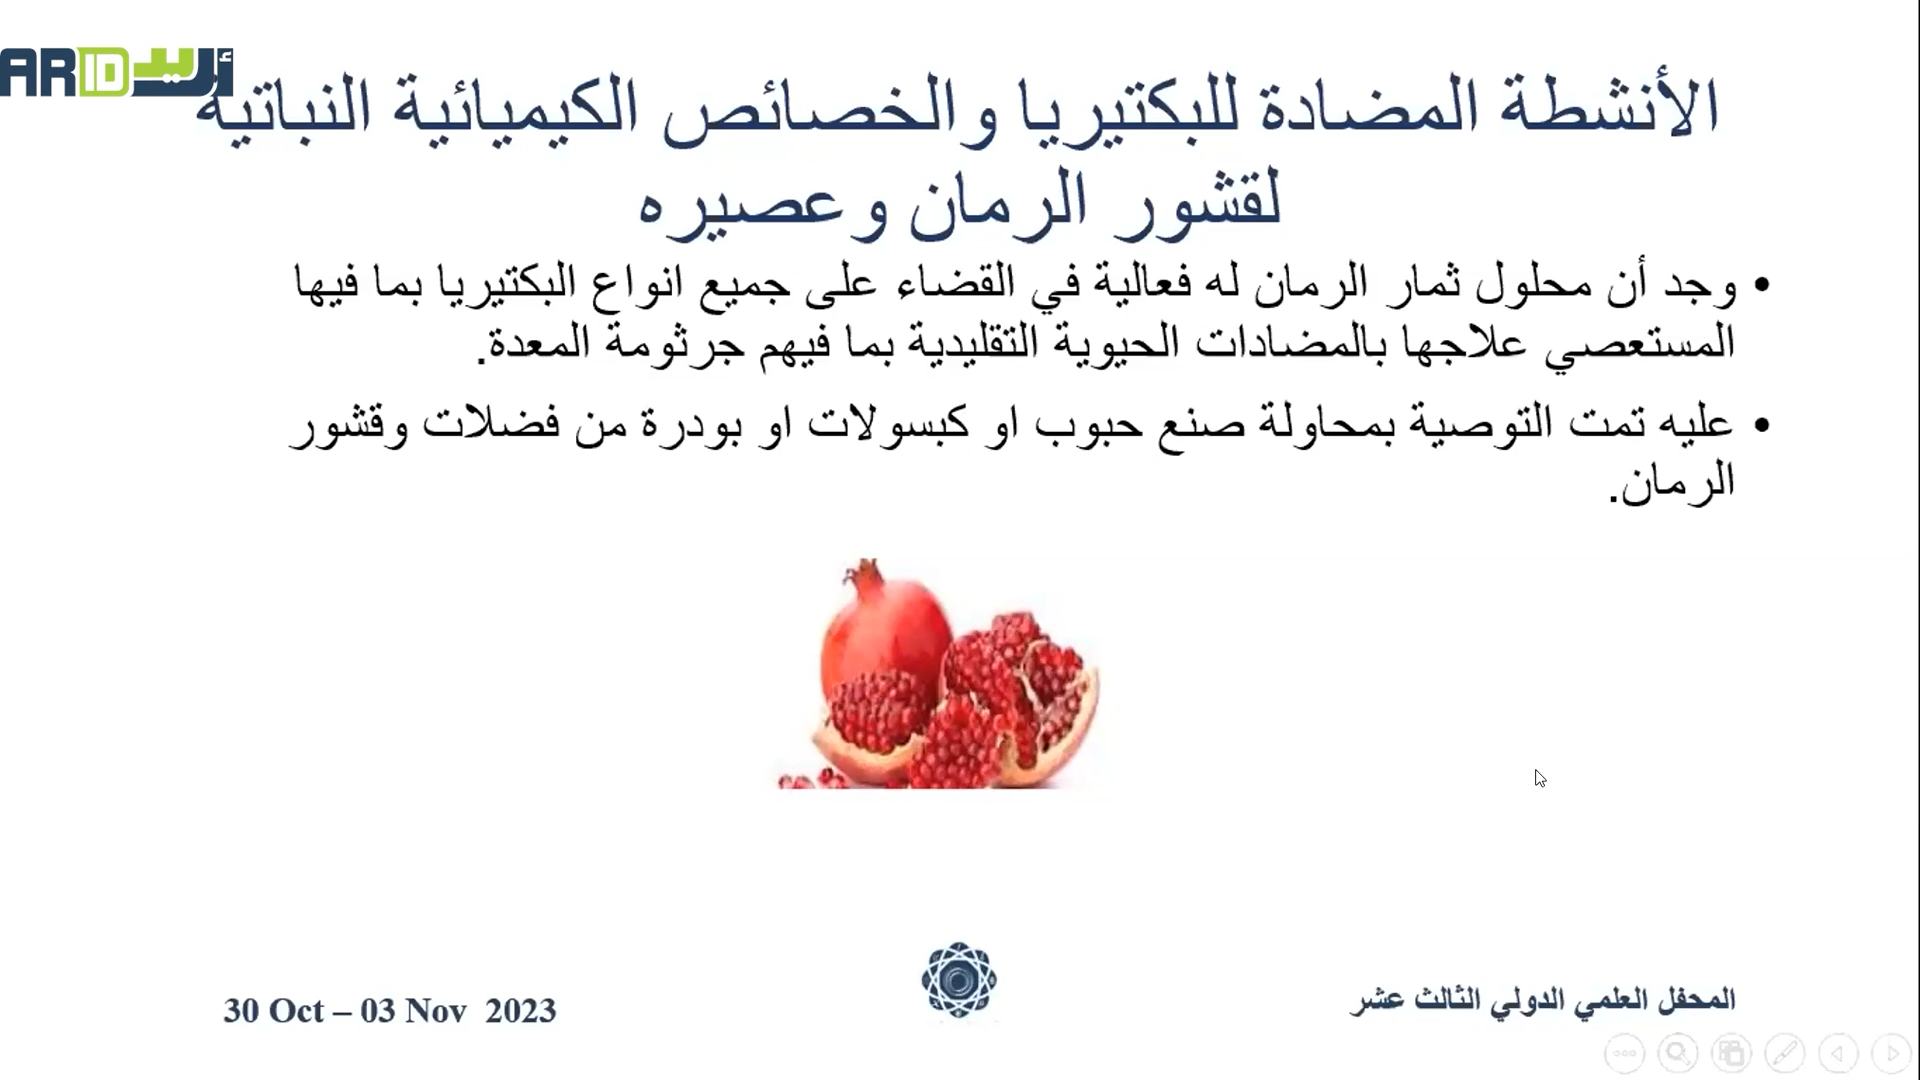 ARID أريد
الأنشطة المضادة للبكتيريا والخصائص الكيميائية النباتية
لقشور الرمان وعصيره
• وجد أن محلول ثمار الرمان له فعالية في القضاء على جميع انواع البكتيريا بما فيها
المستعصي علاجها بالمضادات الحيوية التقليدية بما فيهم جرثومة المعدة.
• عليه تمت التوصية بمحاولة صنع حبوب او كبسولات او بودرة من فضلات وقشور
الرمان.
المحفل العلمي الدولي الثالث عشر
30 Oct – 03 Nov 2023